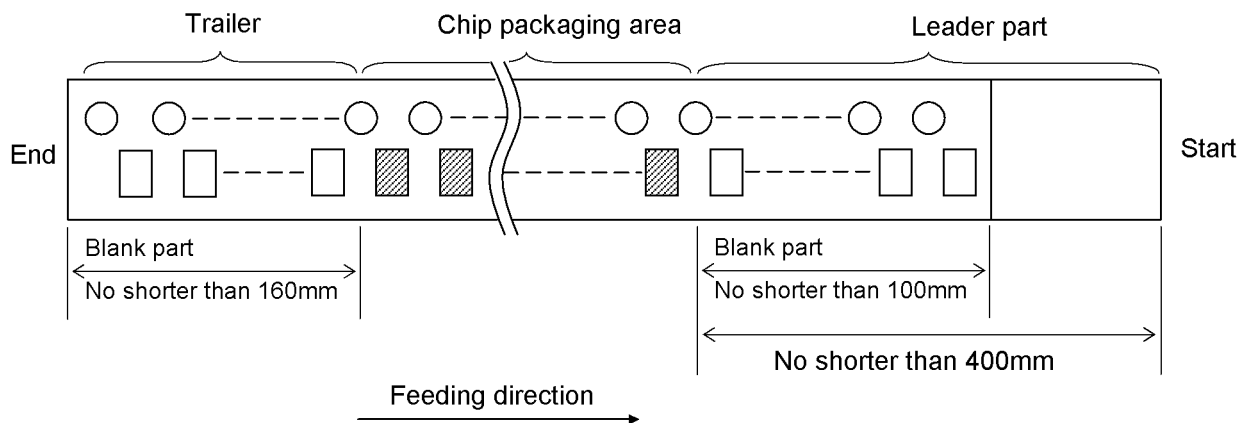 Trailer
Chip packaging area
Leader part
End
Start
Blank part
No shorter than 160mm
Blank part
No shorter than 100mm
No shorter than 400mm
Feeding direction